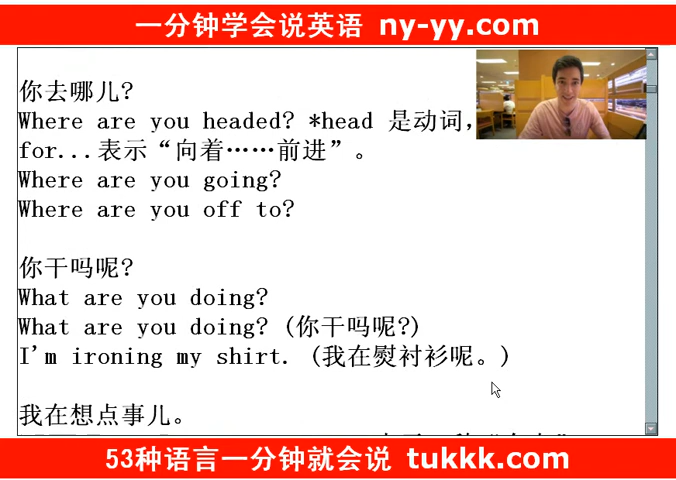 一分钟学会说英语 ny-yy.com
你去哪儿?
Where are you headed? *head 是动词，
for...表示“向着……前进”。
Where are you going?
Where are you off to?
你干吗呢?
What are you doing?
What are you doing? (你干吗呢?)
I'm ironing my shirt. (我在熨衬衫呢。)
我在想点事儿。
53种语言一分钟就会说 tukkk.com